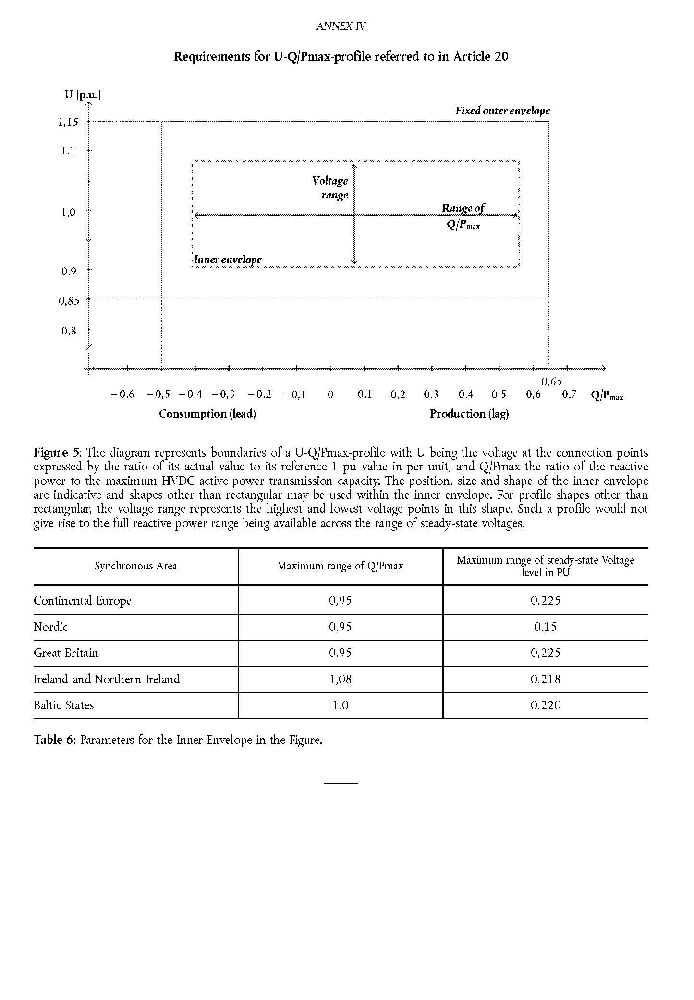 ANNEX IV
Requirements for U-Q/Pmax-profile referred to in Article 20
U [p.u.]
Fixed outer envelope
1,15
1,1
Voltage
range
1,0
Range of
Q/Pmax
Inner envelope
0,9
0,85
0,8
0,65
−0,6 −0,5 −0,4 −0,3 −0,2 −0,1 0 0,1 0,2 0,3 0,4 0,5 0,6 0,7 Q/Pmax
Consumption (lead) Production (lag)
Figure 5: The diagram represents boundaries of a U-Q/Pmax-profile with U being the voltage at the connection points
expressed by the ratio of its actual value to its reference 1 pu value in per unit, and Q/Pmax the ratio of the reactive
power to the maximum HVDC active power transmission capacity. The position, size and shape of the inner envelope
are indicative and shapes other than rectangular may be used within the inner envelope. For profile shapes other than
rectangular, the voltage range represents the highest and lowest voltage points in this shape. Such a profile would not
give rise to the full reactive power range being available across the range of steady-state voltages.
Synchronous Area Maximum range of Q/Pmax Maximum range of steady-state Voltage
level in PU
Continental Europe 0,95 0,225
Nordic 0,95 0,15
Great Britain 0,95 0,225
Ireland and Northern Ireland 1,08 0,218
Baltic States 1,0 0,220
Table 6: Parameters for the Inner Envelope in the Figure.